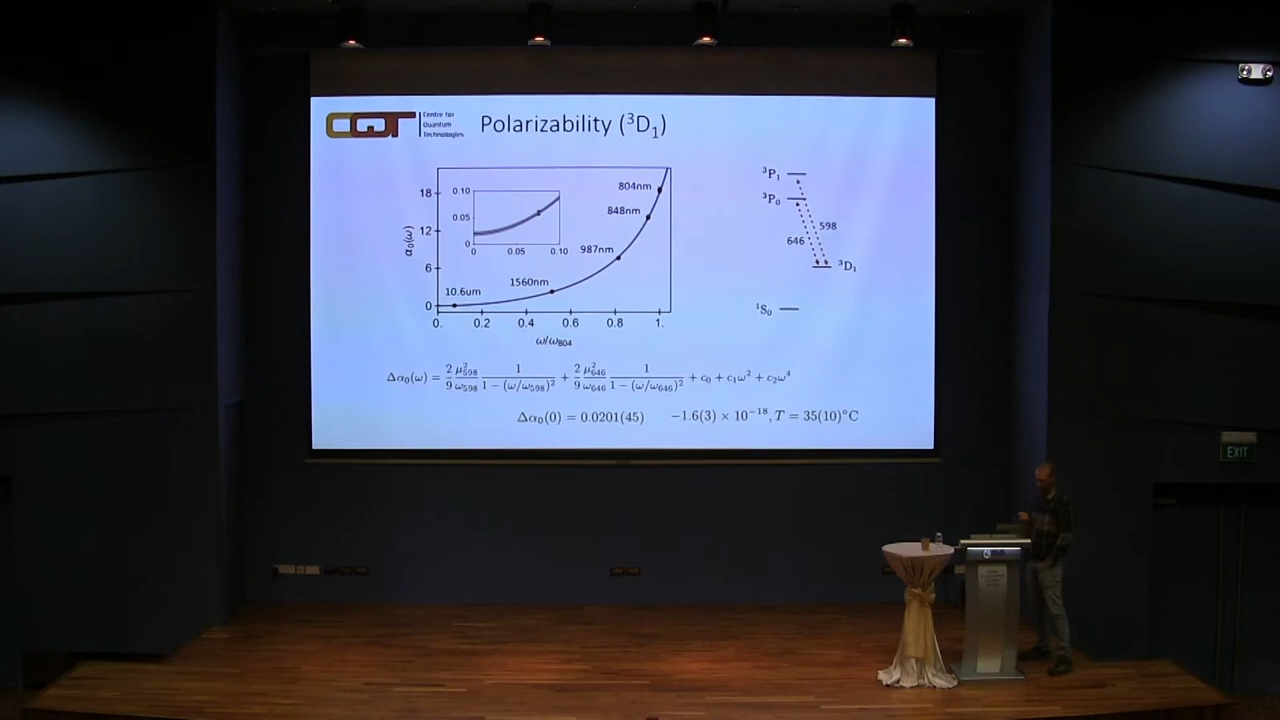 CQT
Centre for
Quantum
Technologies
Polarizability (³D₁)
α₀(ω)
18
12
6
0
0.10
0.05
0
0
0.05
0.10
804nm
848nm
987nm
1560nm
10.6um
0.
0.2
0.4
0.6
0.8
1.
ω/ω₈₀₄
³P₁
³P₀
598
646
³D₁
¹S₀
Δα₀(ω) = 2/9 μ²₅₉₈/ω₅₉₈ 1/(1 − (ω/ω₅₉₈)²) + 2/9 μ²₆₄₆/ω₆₄₆ 1/(1 − (ω/ω₆₄₆)²) + c₀ + c₁ω² + c₂ω⁴
Δα₀(0) = 0.0201(45) −1.6(3) × 10⁻¹⁸, T = 35(10)°C
EXIT
NUS